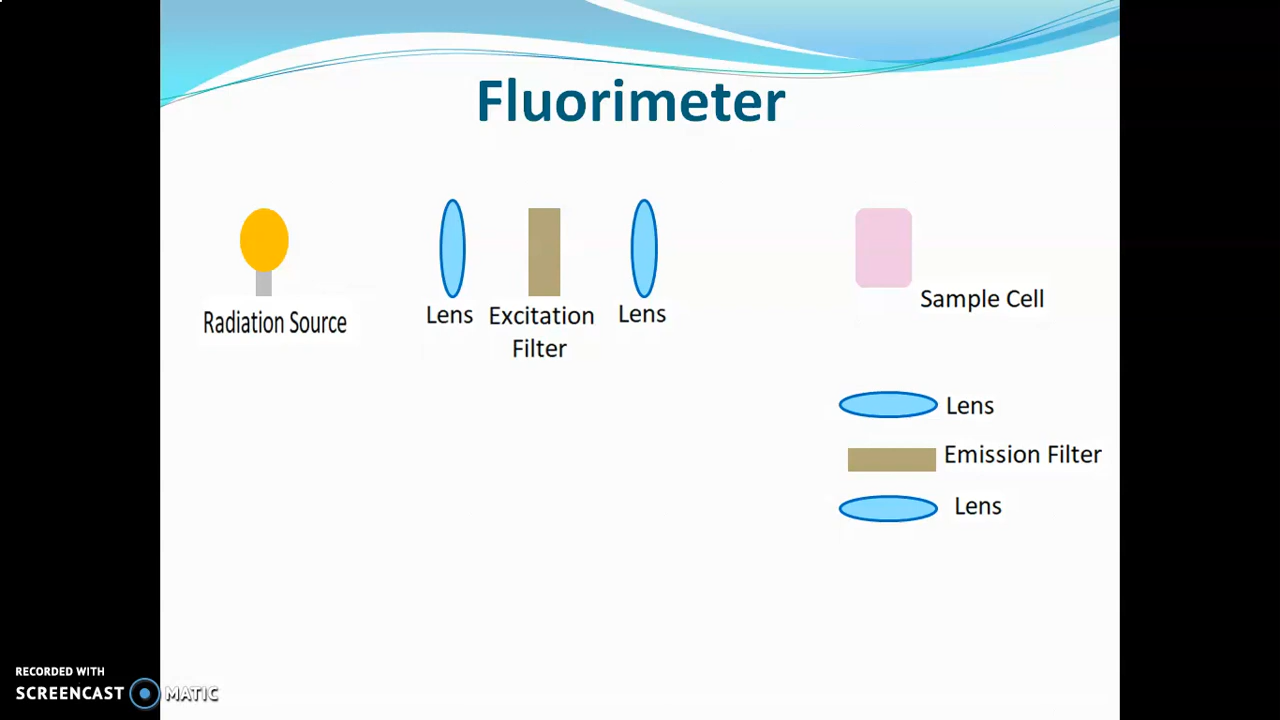 Fluorimeter
Radiation Source
Lens
Excitation
Filter
Lens
Sample Cell
Lens
Emission Filter
Lens
RECORDED WITH
SCREENCAST MATIC